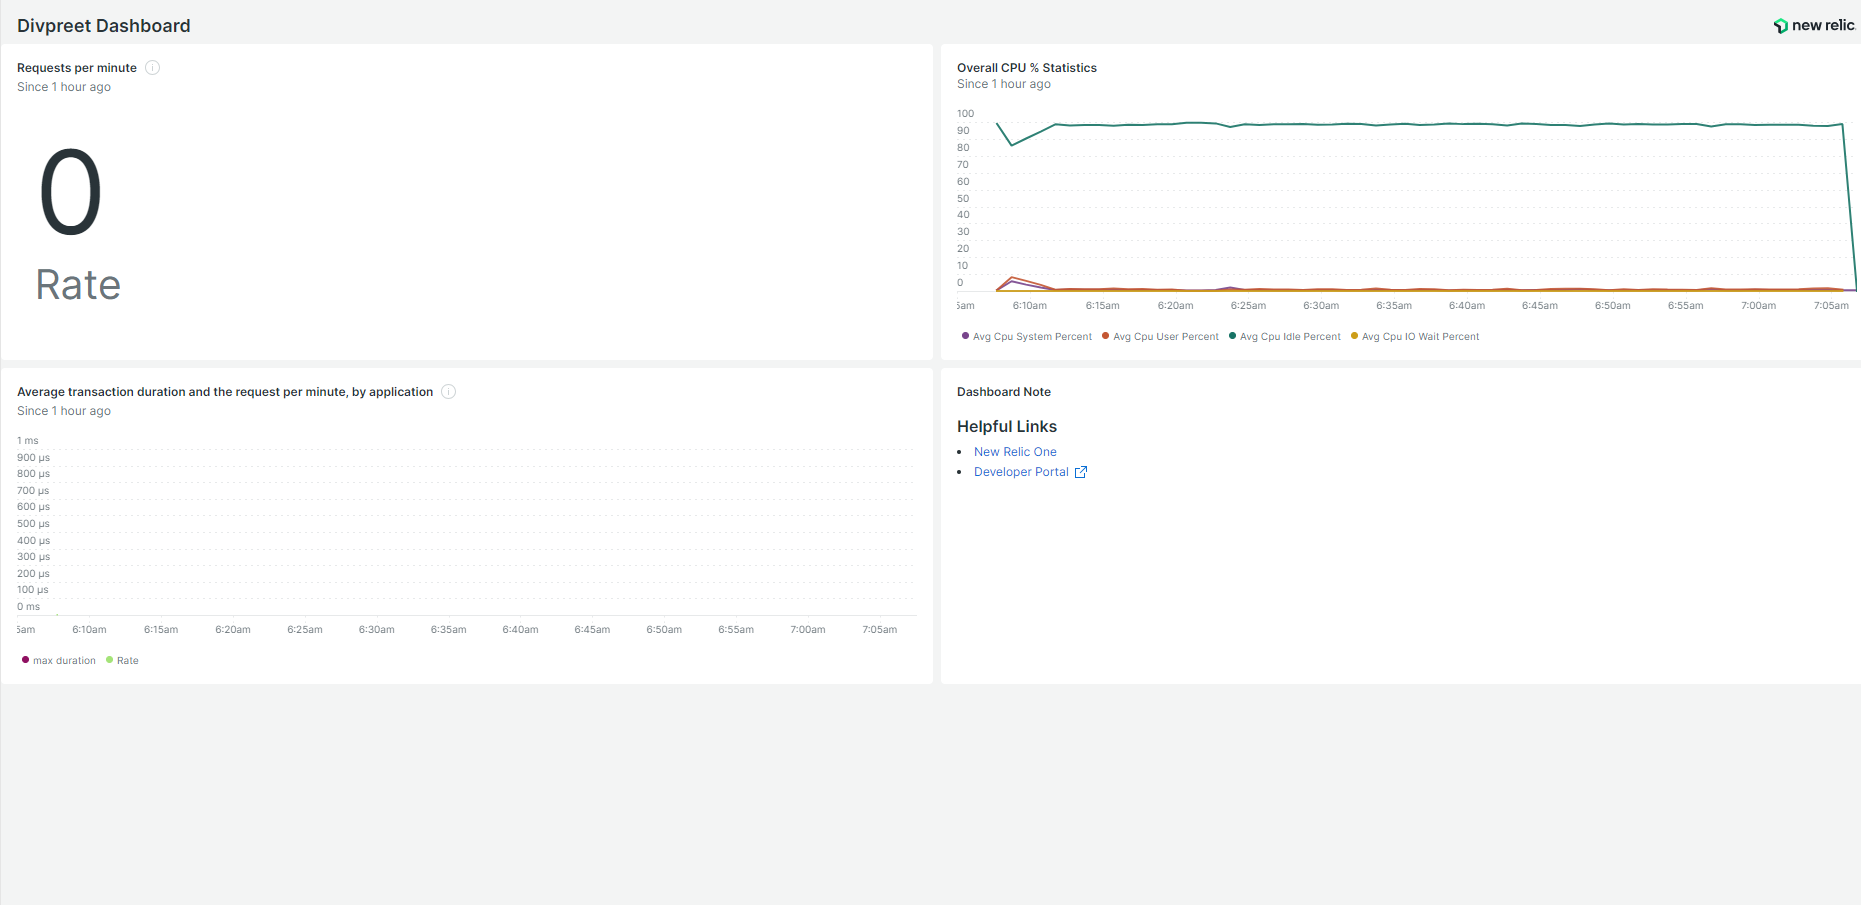 Divpreet Dashboard
new relic
Requests per minute
Since 1 hour ago
0
Rate
Overall CPU % Statistics
Since 1 hour ago
100
90
80
70
60
50
40
30
20
10
0
5am 6:10am 6:15am 6:20am 6:25am 6:30am 6:35am 6:40am 6:45am 6:50am 6:55am 7:00am 7:05am
Avg Cpu System Percent Avg Cpu User Percent Avg Cpu Idle Percent Avg Cpu IO Wait Percent
Average transaction duration and the request per minute, by application
Since 1 hour ago
1 ms
900 µs
800 µs
700 µs
600 µs
500 µs
400 µs
300 µs
200 µs
100 µs
0 ms
5am 6:10am 6:15am 6:20am 6:25am 6:30am 6:35am 6:40am 6:45am 6:50am 6:55am 7:00am 7:05am
max duration Rate
Dashboard Note
Helpful Links
New Relic One
Developer Portal